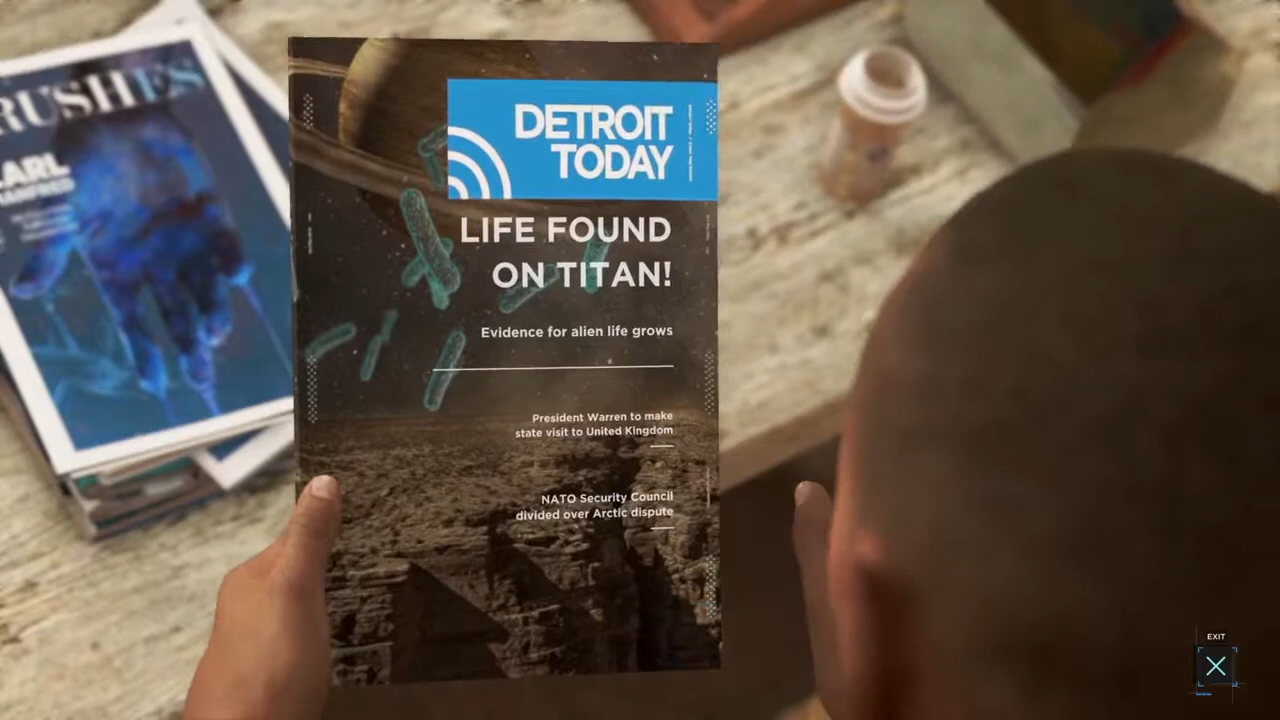 RUSHES
ARL
DETROIT
TODAY
LIFE FOUND
ON TITAN!
Evidence for alien life grows
President Warren to make
state visit to United Kingdom
NATO Security Council
divided over Arctic dispute
EXIT